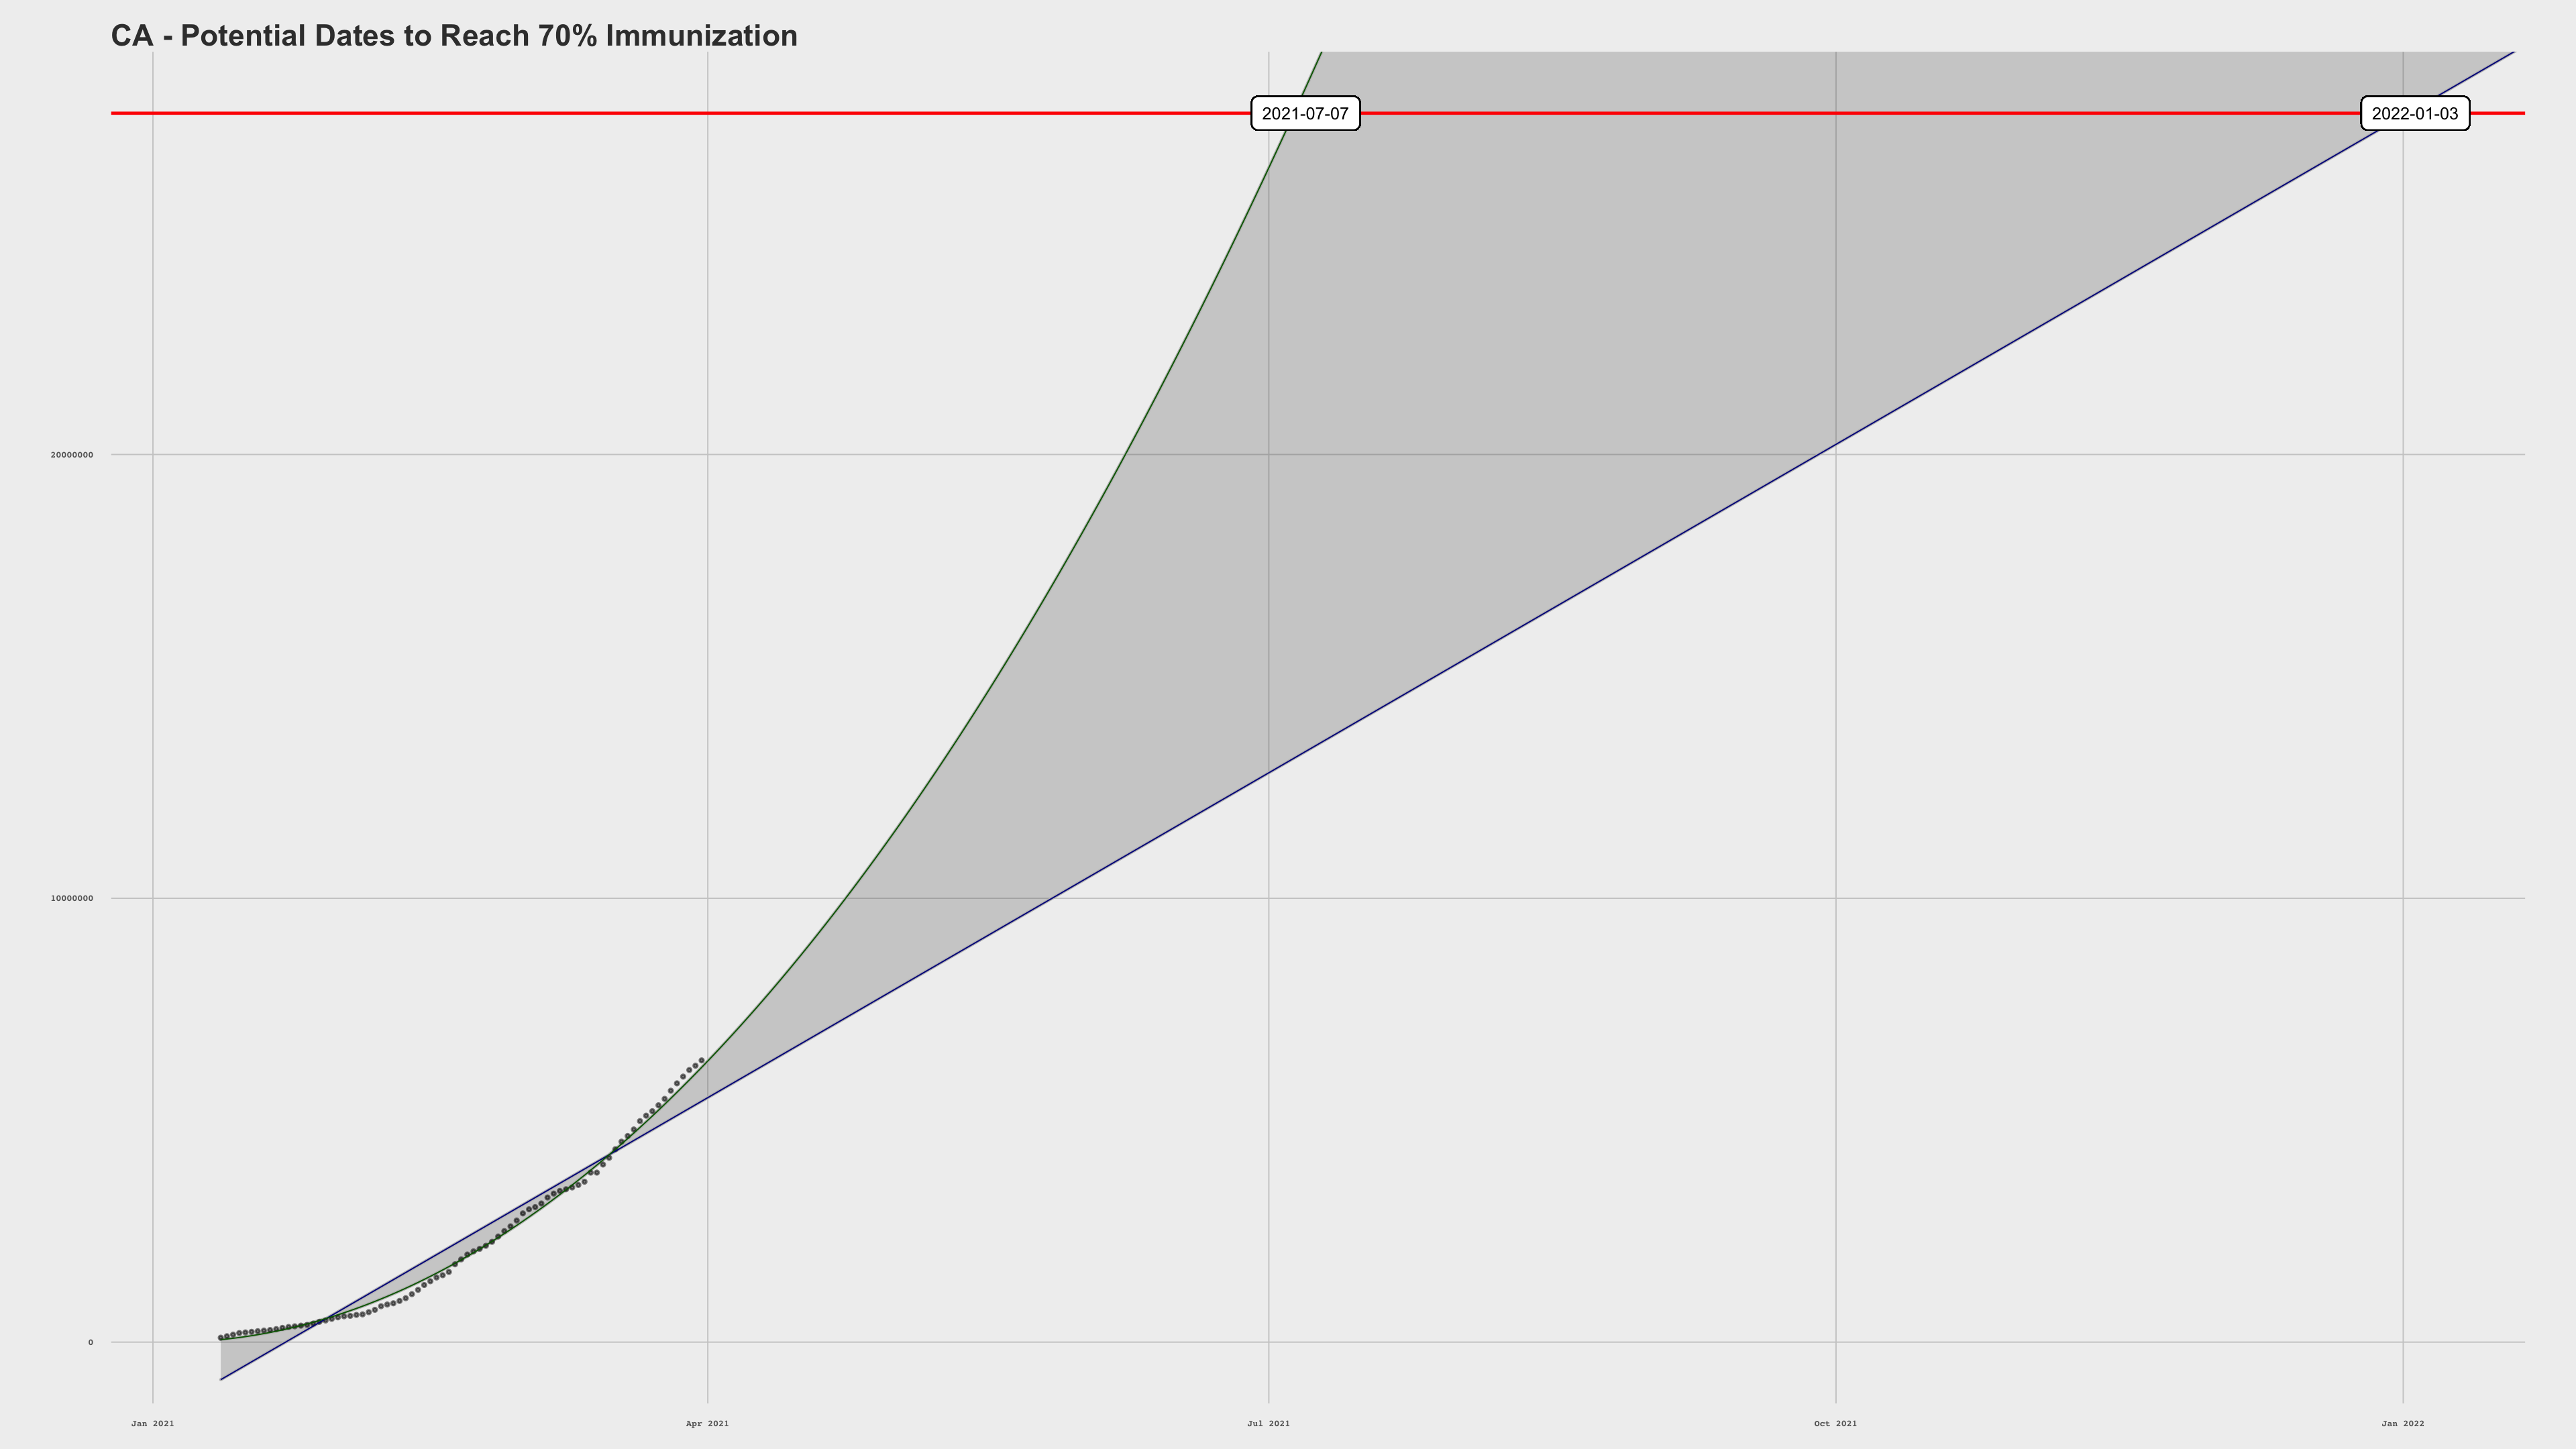 CA - Potential Dates to Reach 70% Immunization
2021-07-07
2022-01-03
20000000
10000000
0
Jan 2021
Apr 2021
Jul 2021
Oct 2021
Jan 2022